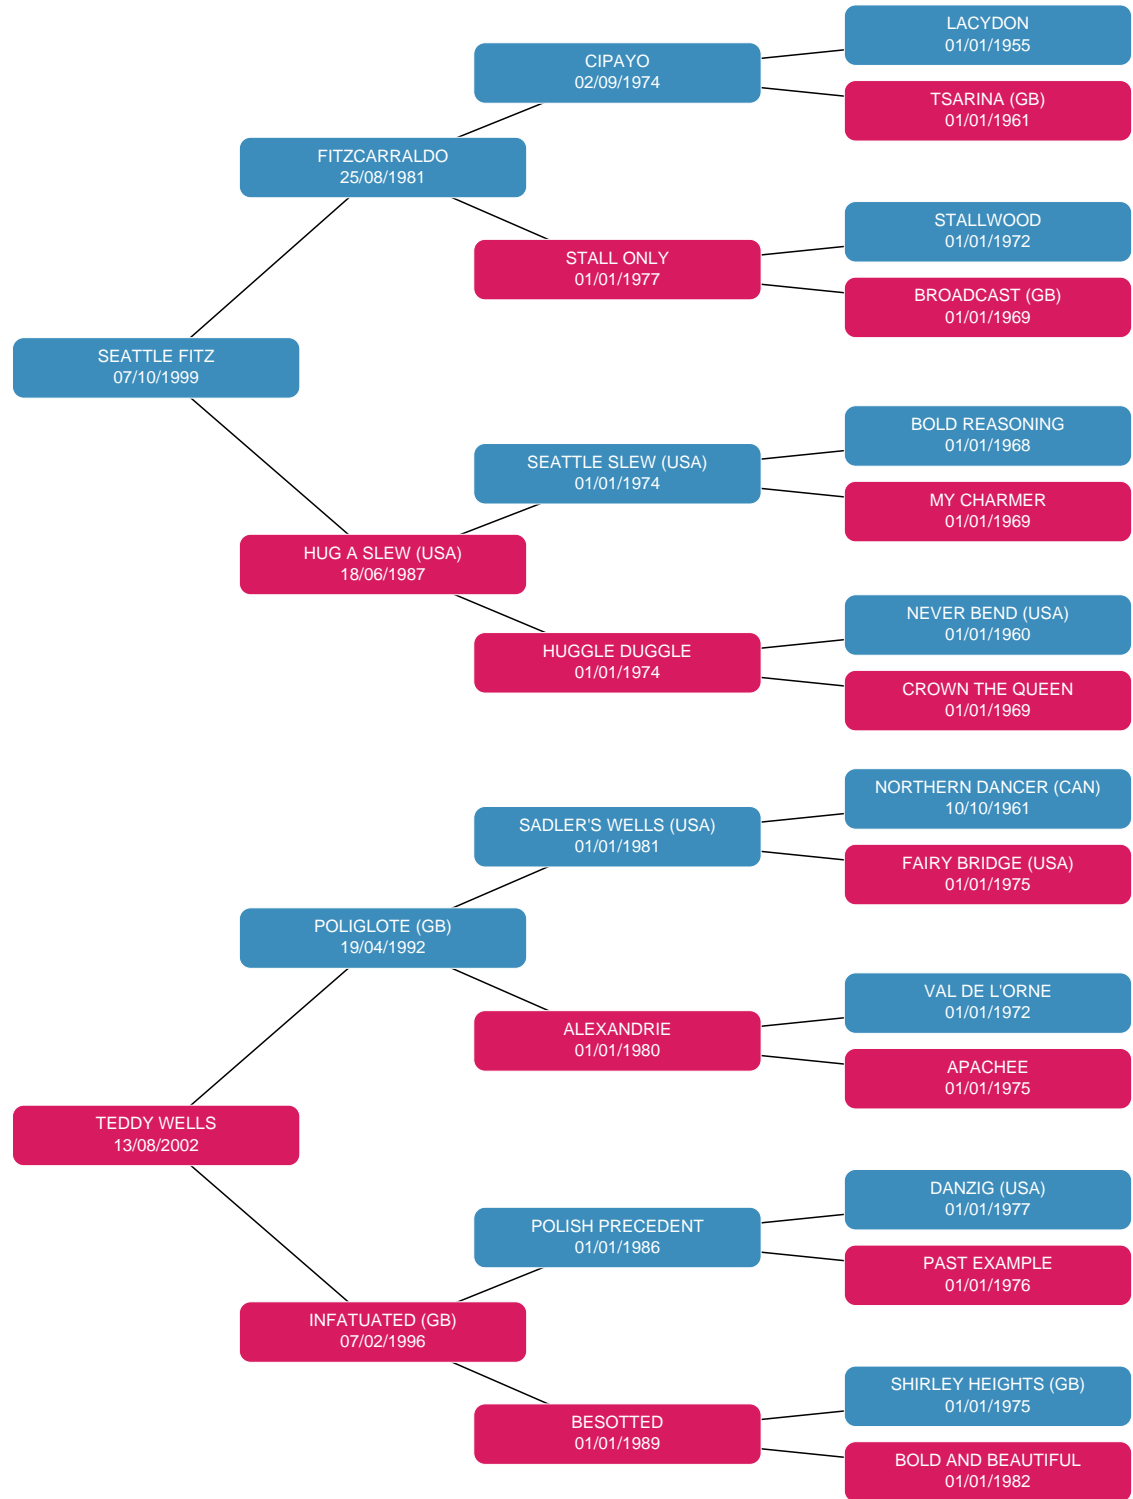 LACYDON
01/01/1955
CIPAYO
02/09/1974
TSARINA (GB)
01/01/1961
FITZCARRALDO
25/08/1981
STALLWOOD
01/01/1972
STALL ONLY
01/01/1977
BROADCAST (GB)
01/01/1969
SEATTLE FITZ
07/10/1999
BOLD REASONING
01/01/1968
SEATTLE SLEW (USA)
01/01/1974
MY CHARMER
01/01/1969
HUG A SLEW (USA)
18/06/1987
NEVER BEND (USA)
01/01/1960
HUGGLE DUGGLE
01/01/1974
CROWN THE QUEEN
01/01/1969
NORTHERN DANCER (CAN)
10/10/1961
SADLER'S WELLS (USA)
01/01/1981
FAIRY BRIDGE (USA)
01/01/1975
POLIGLOTE (GB)
19/04/1992
VAL DE L'ORNE
01/01/1972
ALEXANDRIE
01/01/1980
APACHEE
01/01/1975
TEDDY WELLS
13/08/2002
DANZIG (USA)
01/01/1977
POLISH PRECEDENT
01/01/1986
PAST EXAMPLE
01/01/1976
INFATUATED (GB)
07/02/1996
SHIRLEY HEIGHTS (GB)
01/01/1975
BESOTTED
01/01/1989
BOLD AND BEAUTIFUL
01/01/1982